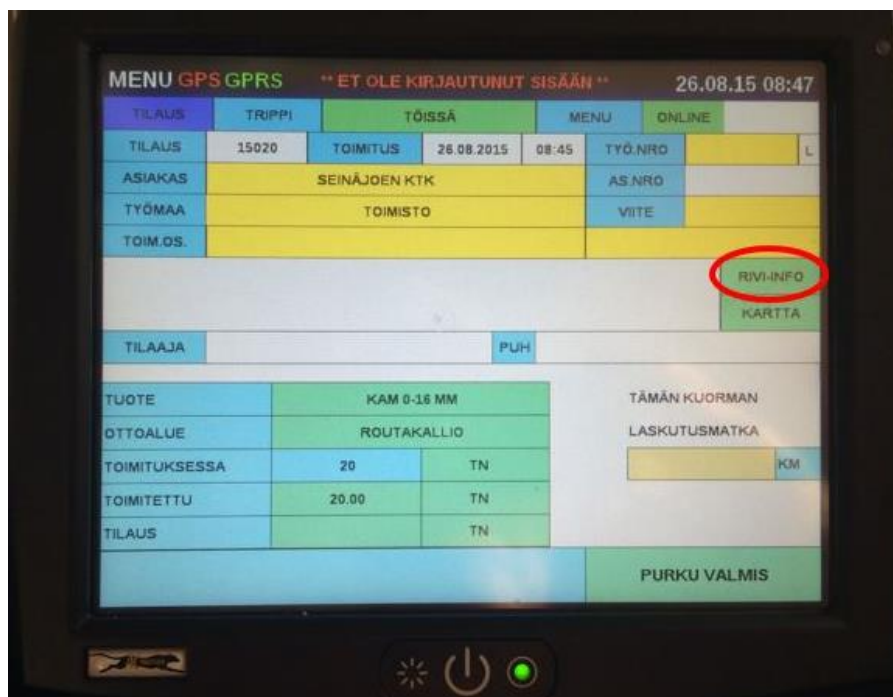 MENU GPS GPRS ** ET OLE KIRJAUTUNUT SISÄÄN ** 26.08.15 08:47
TILAUS TRIPPI TÖISSÄ MENU ONLINE
TILAUS 15020 TOIMITUS 26.08.2015 08:45 TYÖ.NRO L
ASIAKAS SEINÄJOEN KTK AS.NRO
TYÖMAA TOIMISTO VIITE
TOIM.OS.
RIVI-INFO
KARTTA
TILAAJA PUH
TUOTE KAM 0-16 MM TÄMÄN KUORMAN
OTTOALUE ROUTAKALLIO LASKUTUSMATKA
TOIMITUKSESSA 20 TN KM
TOIMITETTU 20.00 TN
TILAUS TN
PURKU VALMIS